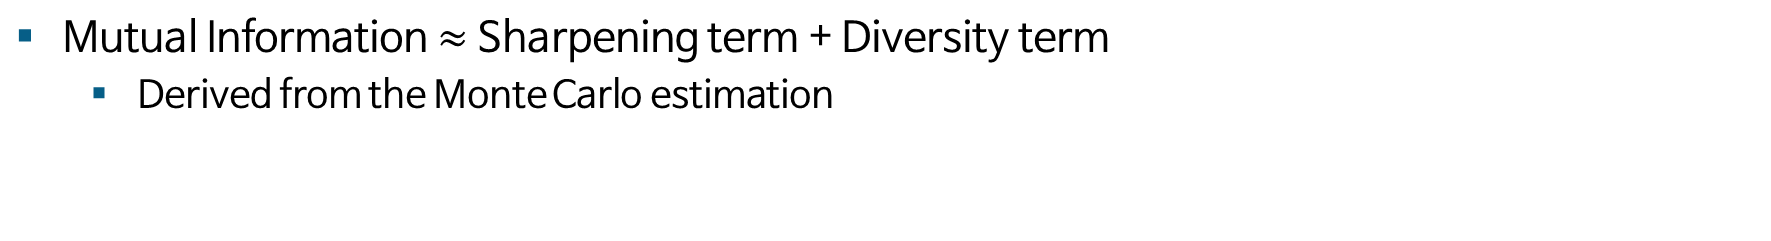 ▪ Mutual Information ≈ Sharpening term + Diversity term
▪ Derived from the Monte Carlo estimation